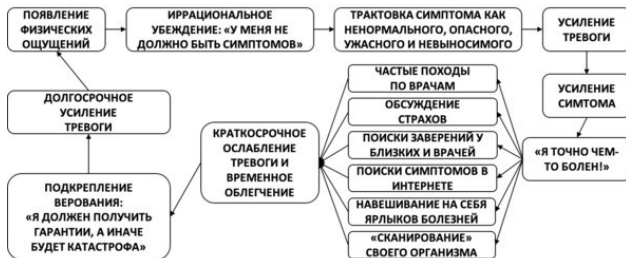 ПОЯВЛЕНИЕ
ФИЗИЧЕСКИХ
ОЩУЩЕНИЙ
ИРРАЦИОНАЛЬНОЕ
УБЕЖДЕНИЕ: «У МЕНЯ НЕ
ДОЛЖНО БЫТЬ СИМПТОМОВ»
ТРАКТОВКА СИМПТОМА КАК
НЕНОРМАЛЬНОГО, ОПАСНОГО,
УЖАСНОГО И НЕВЫНОСИМОГО
УСИЛЕНИЕ
ТРЕВОГИ
УСИЛЕНИЕ
СИМТОМА
«Я ТОЧНО ЧЕМ-
ТО БОЛЕН!»
ЧАСТЫЕ ПОХОДЫ
ПО ВРАЧАМ
ОБСУЖДЕНИЕ
СТРАХОВ
ПОИСКИ ЗАВЕРЕНИЙ У
БЛИЗКИХ И ВРАЧЕЙ
ПОИСКИ СИМПТОМОВ В
ИНТЕРНЕТЕ
НАВЕШИВАНИЕ НА СЕБЯ
ЯРЛЫКОВ БОЛЕЗНЕЙ
«СКАНИРОВАНИЕ»
СВОЕГО ОРГАНИЗМА
КРАТКОСРОЧНОЕ
ОСЛАБЛЕНИЕ
ТРЕВОГИ И
ВРЕМЕННОЕ
ОБЛЕГЧЕНИЕ
ПОДКРЕПЛЕНИЕ
ВЕРОВАНИЯ:
«Я ДОЛЖЕН ПОЛУЧИТЬ
ГАРАНТИИ, А ИНАЧЕ
БУДЕТ КАТАСТРОФА»
ДОЛГОСРОЧНОЕ
УСИЛЕНИЕ
ТРЕВОГИ